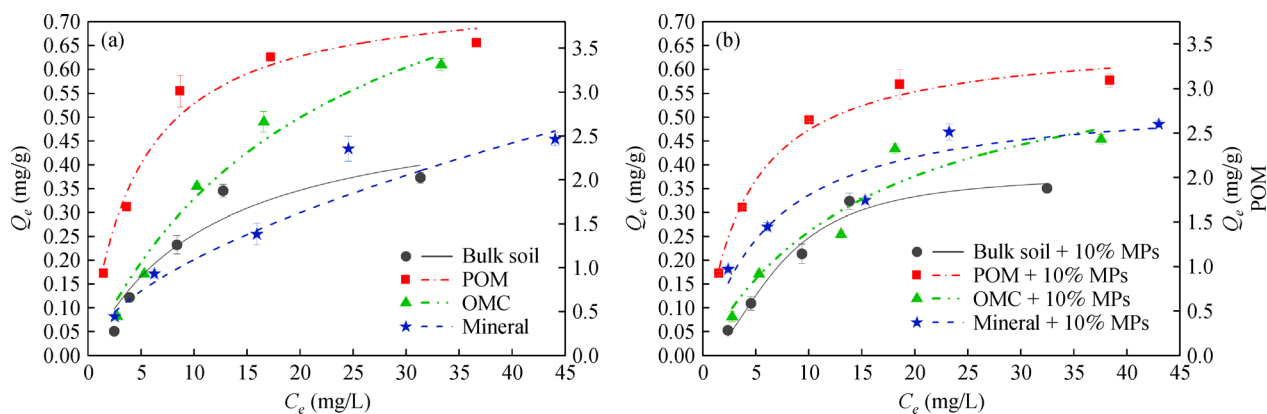 (a)
Q_e (mg/g)
0.70
0.65
0.60
0.55
0.50
0.45
0.40
0.35
0.30
0.25
0.20
0.15
0.10
0.05
0.00
3.5
3.0
2.5
2.0
1.5
1.0
0.5
0.0
Bulk soil
POM
OMC
Mineral
0 5 10 15 20 25 30 35 40 45
C_e (mg/L)
(b)
Q_e (mg/g)
0.70
0.65
0.60
0.55
0.50
0.45
0.40
0.35
0.30
0.25
0.20
0.15
0.10
0.05
0.00
3.5
3.0
2.5
2.0
1.5
1.0
0.5
0.0
Q_e (mg/g)
POM
Bulk soil + 10% MPs
POM + 10% MPs
OMC + 10% MPs
Mineral + 10% MPs
0 5 10 15 20 25 30 35 40 45
C_e (mg/L)